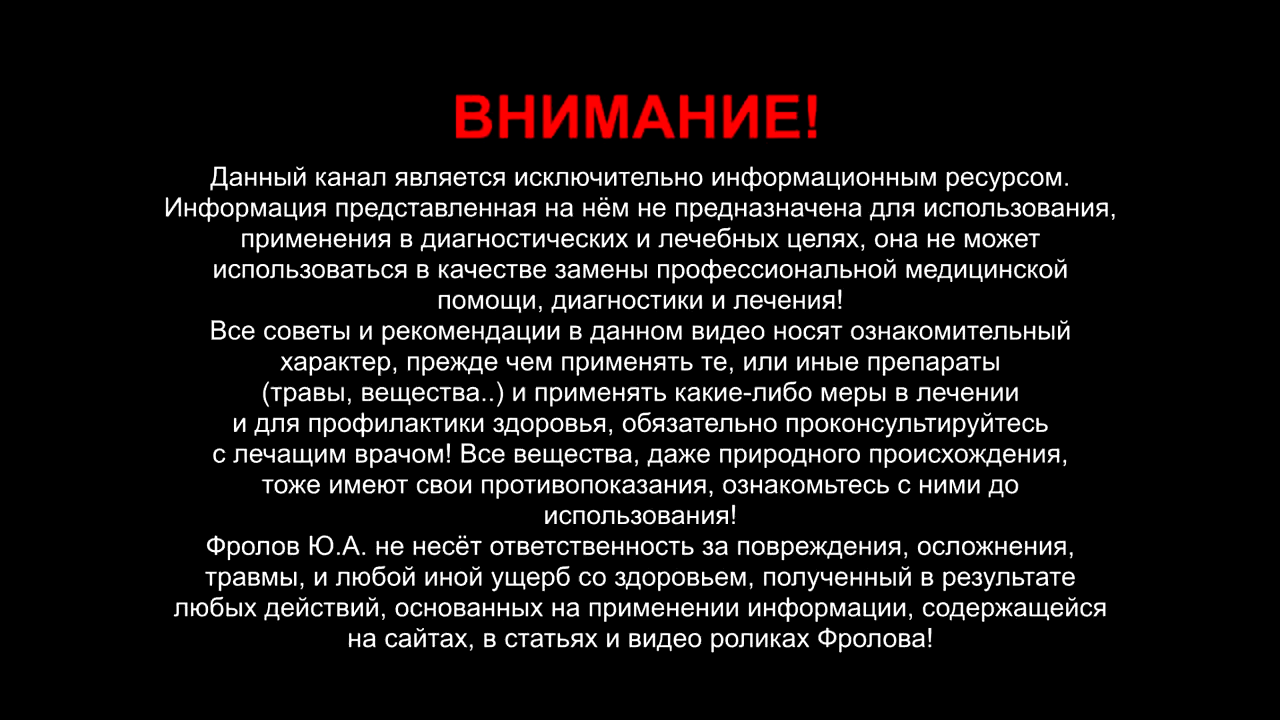 ВНИМАНИЕ!
Данный канал является исключительно информационным ресурсом.
Информация представленная на нём не предназначена для использования,
применения в диагностических и лечебных целях, она не может
использоваться в качестве замены профессиональной медицинской
помощи, диагностики и лечения!
Все советы и рекомендации в данном видео носят ознакомительный
характер, прежде чем применять те, или иные препараты
(травы, вещества..) и применять какие-либо меры в лечении
и для профилактики здоровья, обязательно проконсультируйтесь
с лечащим врачом! Все вещества, даже природного происхождения,
тоже имеют свои противопоказания, ознакомьтесь с ними до
использования!
Фролов Ю.А. не несёт ответственность за повреждения, осложнения,
травмы, и любой иной ущерб со здоровьем, полученный в результате
любых действий, основанных на применении информации, содержащейся
на сайтах, в статьях и видео роликах Фролова!